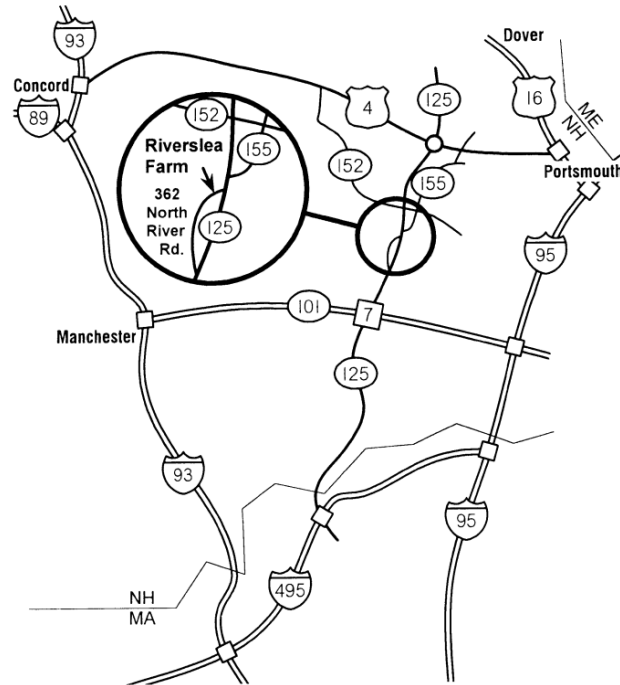 93
Dover
Concord
89
4
125
16
ME
NH
152
155
Riverslea
Farm
362
North
River
Rd.
125
152
155
Portsmouth
95
101
7
Manchester
125
93
95
495
NH
MA